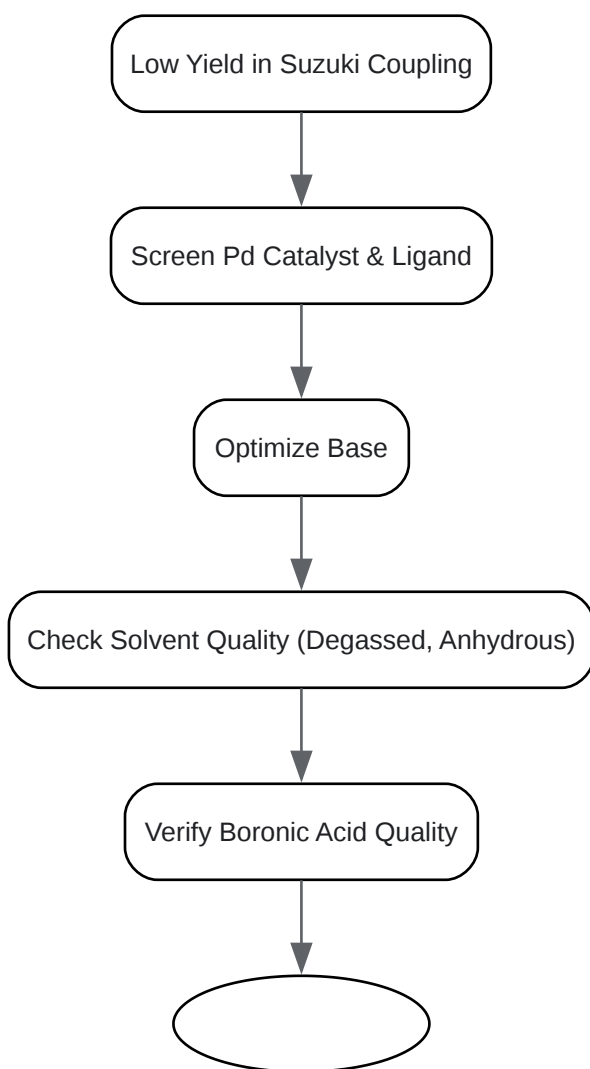 Low Yield in Suzuki Coupling
Screen Pd Catalyst & Ligand
Optimize Base
Check Solvent Quality (Degassed, Anhydrous)
Verify Boronic Acid Quality